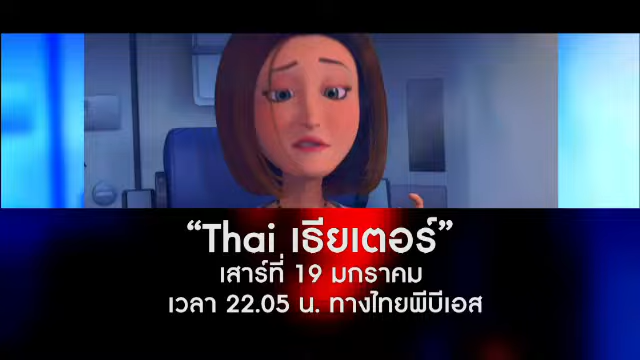 “Thai เธียเตอร์”
เสาร์ที่ 19 มกราคม
เวลา 22.05 น. ทางไทยพีบีเอส